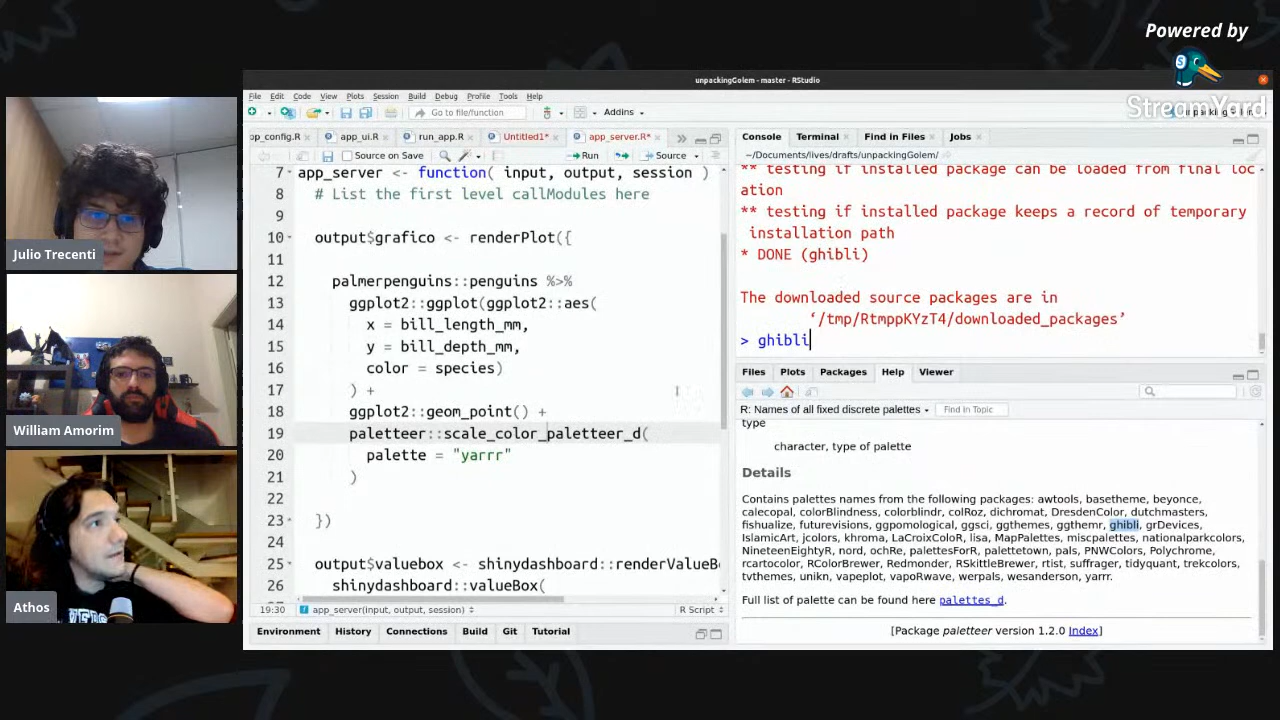 Powered by
StreamYard
Julio Trecenti
William Amorim
Athos
unpackingGolem - master - RStudio
File Edit Code View Plots Session Build Debug Profile Tools Help
Go to file/function
Addins
pp_config.R app_ui.R run_app.R Untitled1* app_server.R*
Source on Save
Run
Source
7 app_server <- function( input, output, session )
8 # List the first level callModules here
9
10 output$grafico <- renderPlot({
11
12 palmerpenguins::penguins %>%
13 ggplot2::ggplot(ggplot2::aes(
14 x = bill_length_mm,
15 y = bill_depth_mm,
16 color = species)
17 ) +
18 ggplot2::geom_point() +
19 paletteer::scale_color_paletteer_d(
20 palette = "yarrr"
21 )
22
23 })
24
25 output$valuebox <- shinydashboard::renderValueB
26 shinydashboard::valueBox(
19:30 app_server(input, output, session) R Script
Environment History Connections Build Git Tutorial
Console Terminal Find in Files Jobs
~/Documents/lives/drafts/unpackingGolem/
** testing if installed package can be loaded from final loc
ation
** testing if installed package keeps a record of temporary
installation path
* DONE (ghibli)
The downloaded source packages are in
‘/tmp/RtmppKYzT4/downloaded_packages’
> ghibli
Files Plots Packages Help Viewer
R: Names of all fixed discrete palettes Find in Topic
type
character, type of palette
Details
Contains palettes names from the following packages: awtools, basetheme, beyonce,
calecopal, colorBlindness, colorblindr, colRoz, dichromat, DresdenColor, dutchmasters,
fishualize, futurevisions, ggpomological, ggsci, ggthemes, ggthemr, ghibli, grDevices,
IslamicArt, jcolors, khroma, LaCroixColoR, lisa, MapPalettes, miscpalettes, nationalparkcolors,
NineteenEightyR, nord, ochRe, palettesForR, palettetown, pals, PNWColors, Polychrome,
rcartocolor, RColorBrewer, Redmonder, RSkittleBrewer, rtist, suffrager, tidyquant, trekcolors,
tvthemes, unikn, vapeplot, vapoRwave, werpals, wesanderson, yarrr.
Full list of palette can be found here palettes_d.
[Package paletteer version 1.2.0 Index]